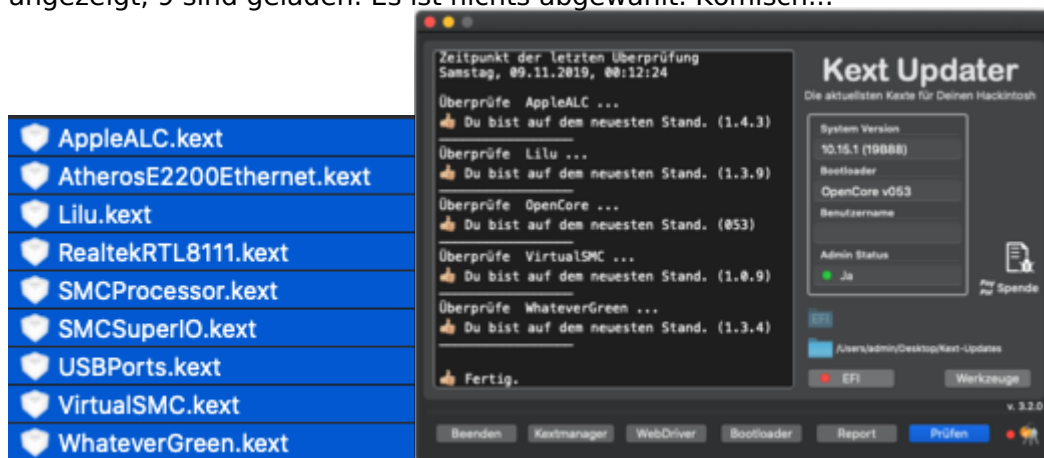 angezeigt, 9 sind geladen. Es ist nichts abgewählt. Komisch...
AppleALC.kext
AtherosE2200Ethernet.kext
Lilu.kext
RealtekRTL8111.kext
SMCProcessor.kext
SMCSuperIO.kext
USBPorts.kext
VirtualSMC.kext
WhateverGreen.kext
Zeitpunkt der letzten Überprüfung
Samstag, 09.11.2019, 00:12:24
Überprüfe AppleALC ...
👍 Du bist auf dem neuesten Stand. (1.4.3)
Überprüfe Lilu ...
👍 Du bist auf dem neuesten Stand. (1.3.9)
Überprüfe OpenCore ...
👍 Du bist auf dem neuesten Stand. (053)
Überprüfe VirtualSMC ...
👍 Du bist auf dem neuesten Stand. (1.0.9)
Überprüfe WhateverGreen ...
👍 Du bist auf dem neuesten Stand. (1.3.4)
👍 Fertig.
Kext Updater
Die aktuellsten Kexte für Deinen Hackintosh
System Version
10.15.1 (19B88)
Bootloader
OpenCore v053
Benutzername
Admin Status
Ja
Spende
EFI
/Users/admin/Desktop/Kext-Updates
EFI
Werkzeuge
v. 3.2.0
Beenden
Kextmanager
WebDriver
Bootloader
Report
Prüfen